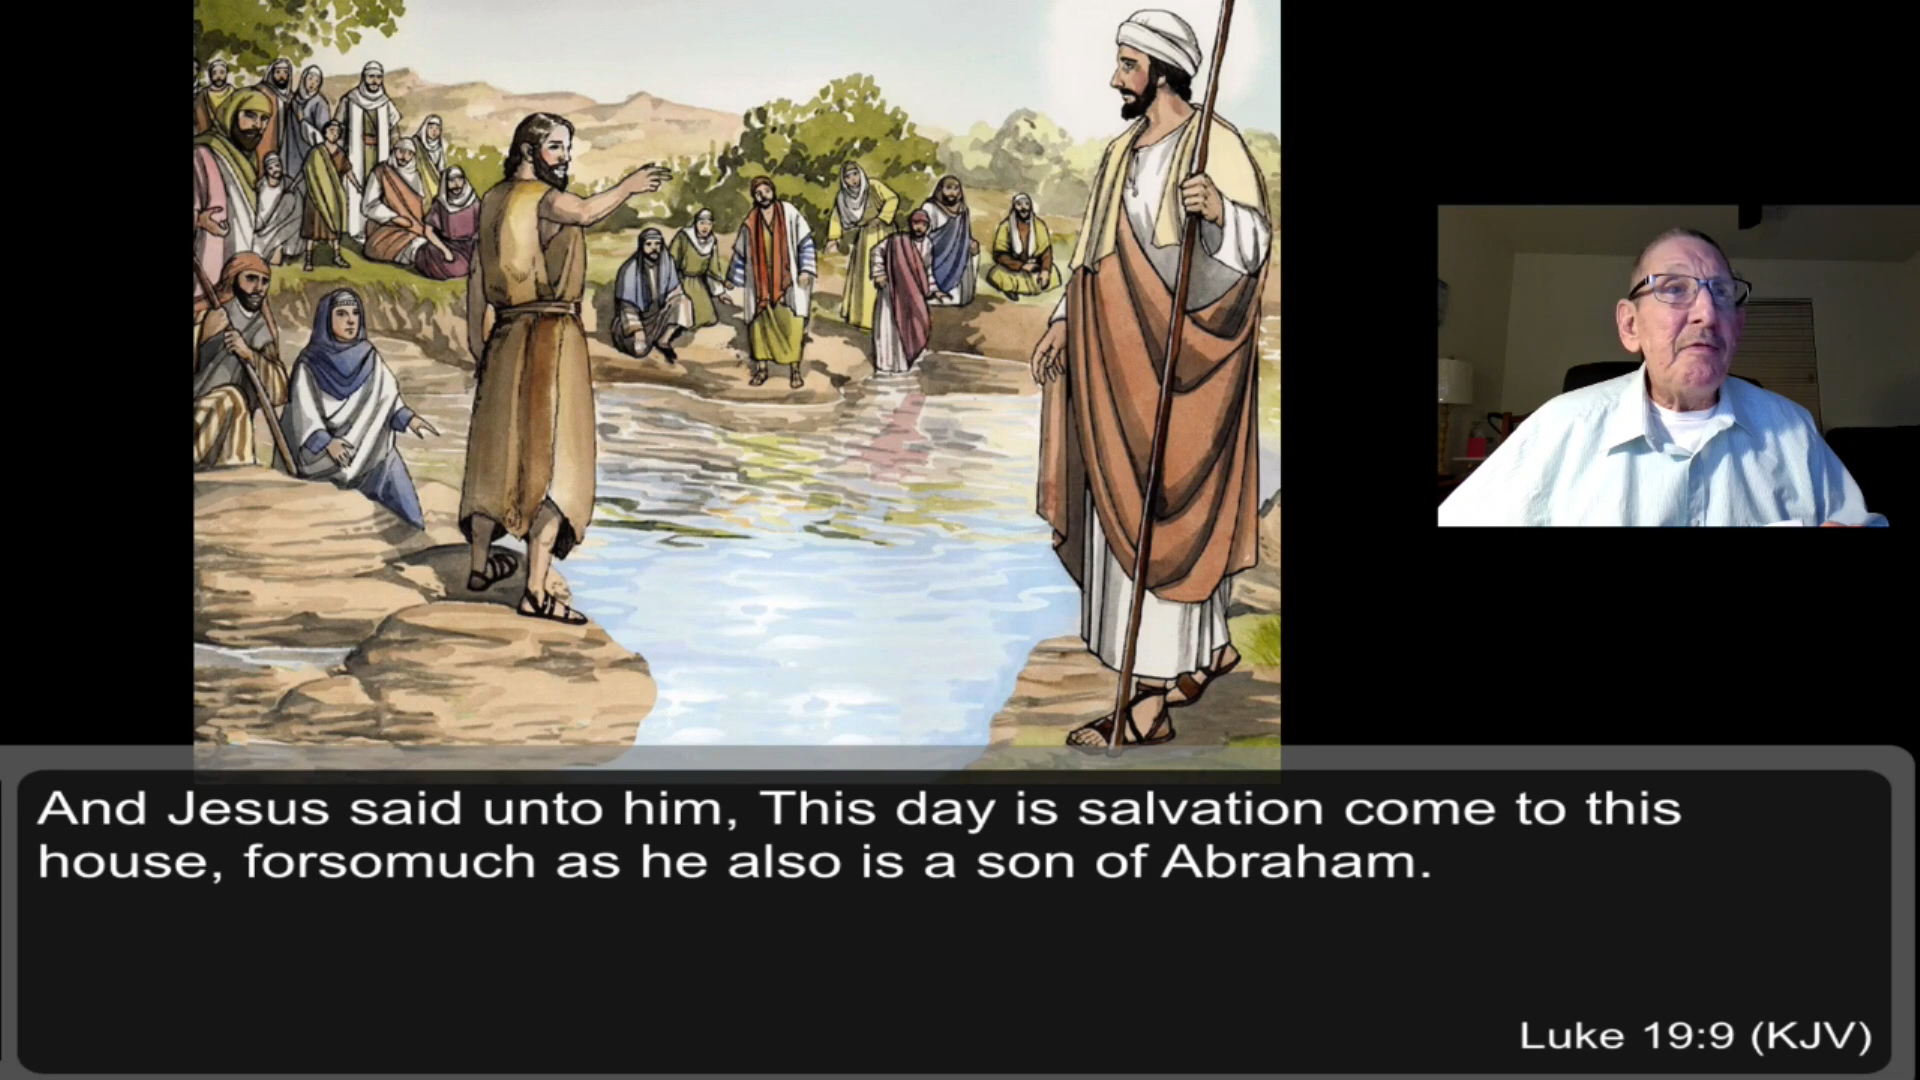 And Jesus said unto him, This day is salvation come to this
house, forsomuch as he also is a son of Abraham.
Luke 19:9 (KJV)